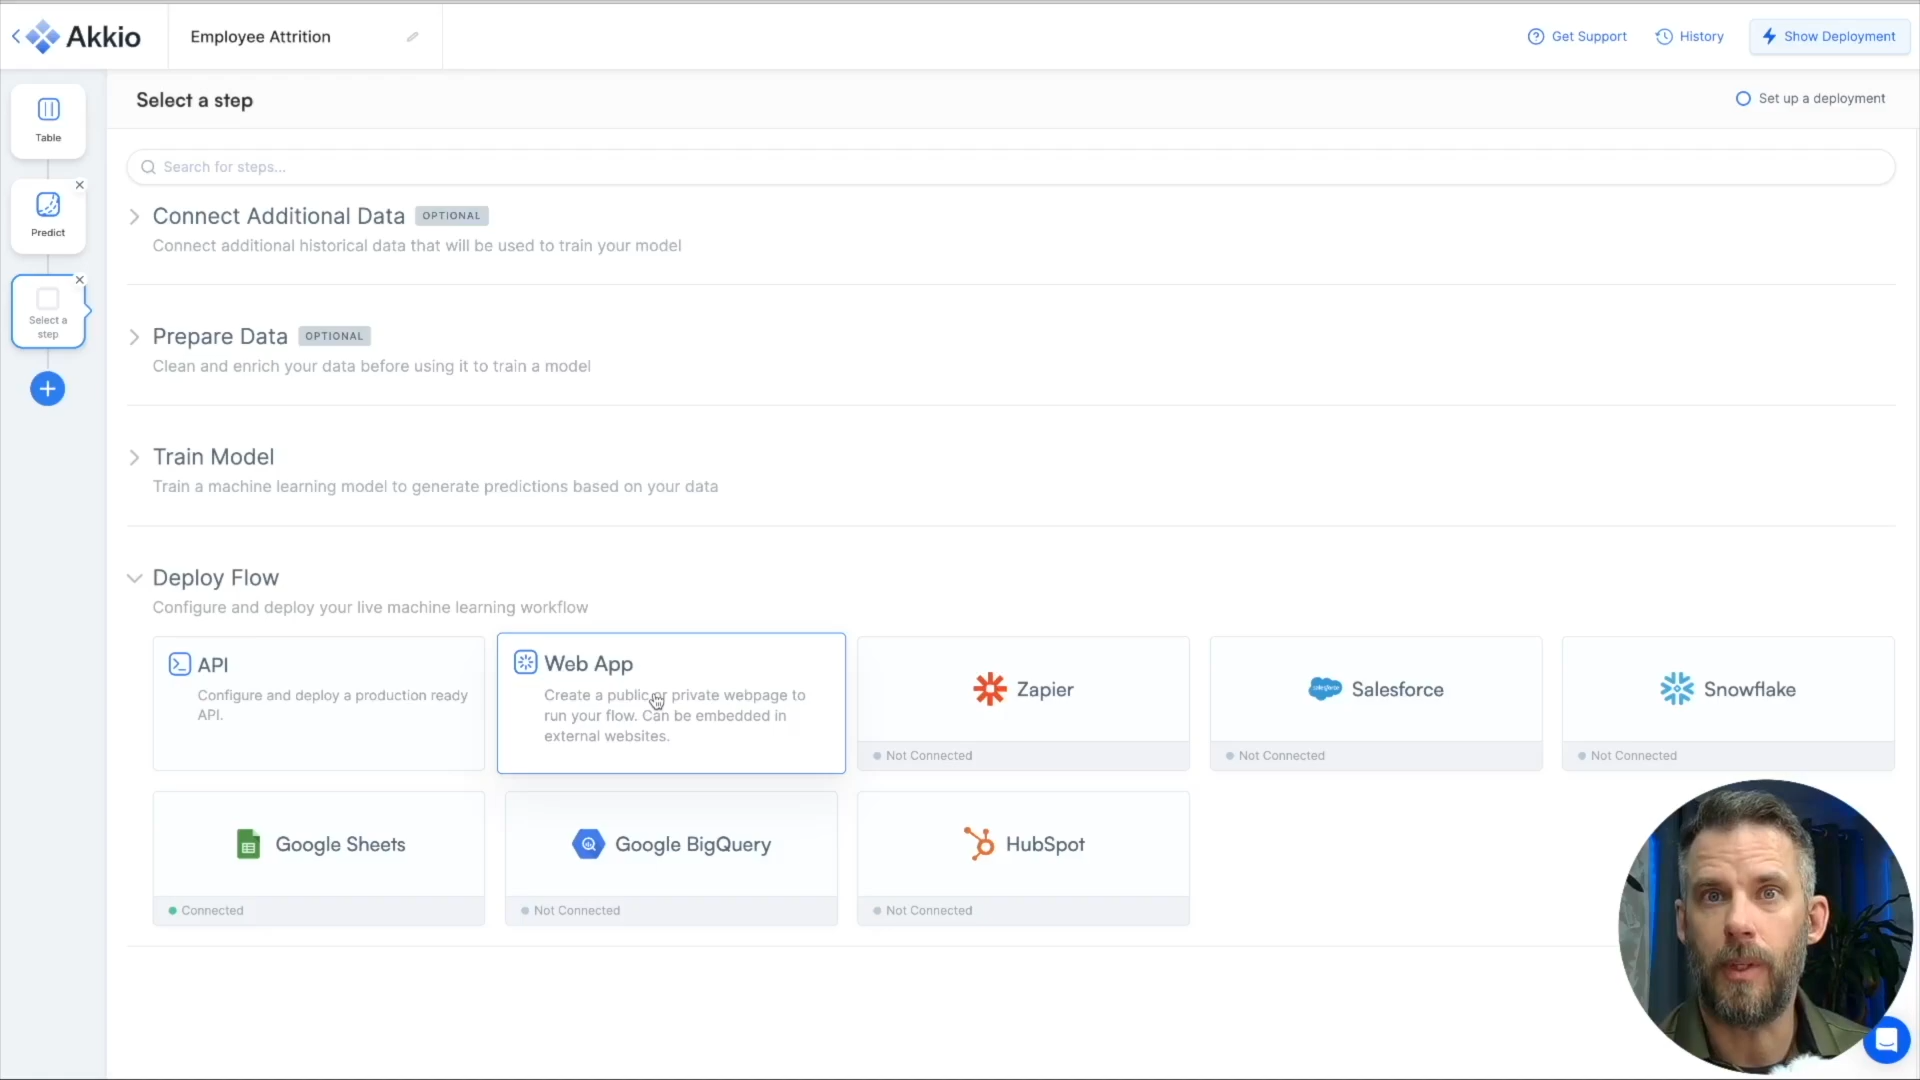 Akkio
Employee Attrition
Get Support
History
Show Deployment
Table
Predict
Select a
step
Select a step
Set up a deployment
Search for steps...
Connect Additional Data OPTIONAL
Connect additional historical data that will be used to train your model
Prepare Data OPTIONAL
Clean and enrich your data before using it to train a model
Train Model
Train a machine learning model to generate predictions based on your data
Deploy Flow
Configure and deploy your live machine learning workflow
API
Configure and deploy a production ready
API.
Web App
Create a public or private webpage to
run your flow. Can be embedded in
external websites.
Zapier
Not Connected
salesforce
Salesforce
Not Connected
Snowflake
Not Connected
Google Sheets
Connected
Google BigQuery
Not Connected
HubSpot
Not Connected